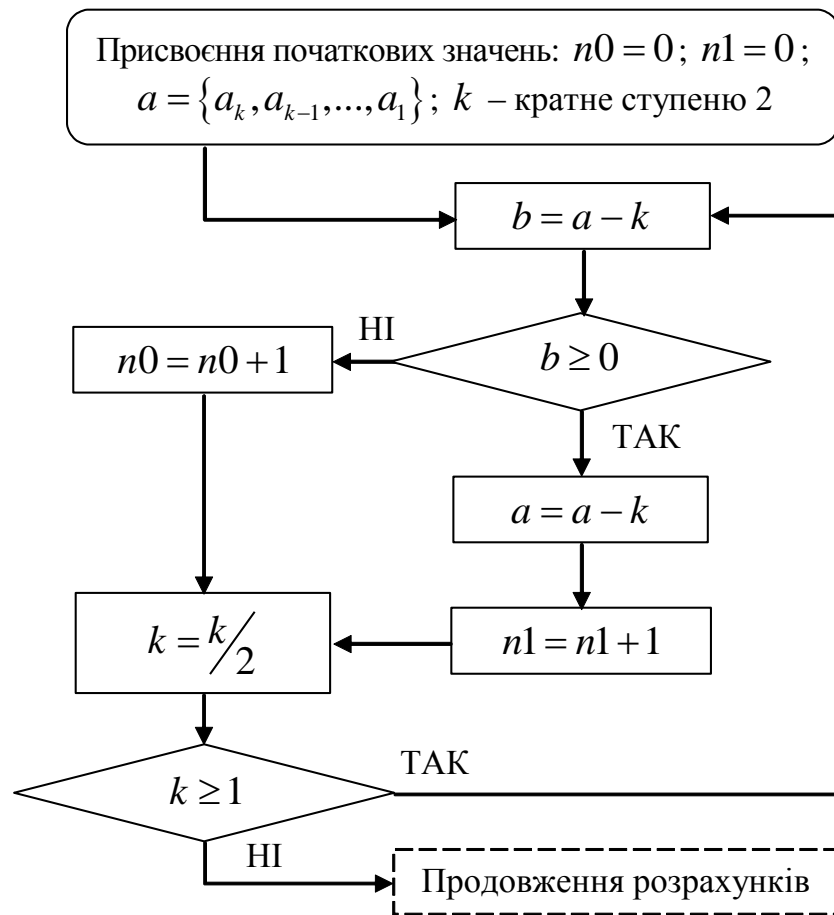 Присвоєння початкових значень: n0 = 0; n1 = 0;
a = {a_k, a_{k-1}, ..., a_1}; k – кратне ступеню 2
b = a − k
НІ
n0 = n0 + 1
b ≥ 0
ТАК
a = a − k
k = k/2
n1 = n1 + 1
ТАК
k ≥ 1
НІ
Продовження розрахунків